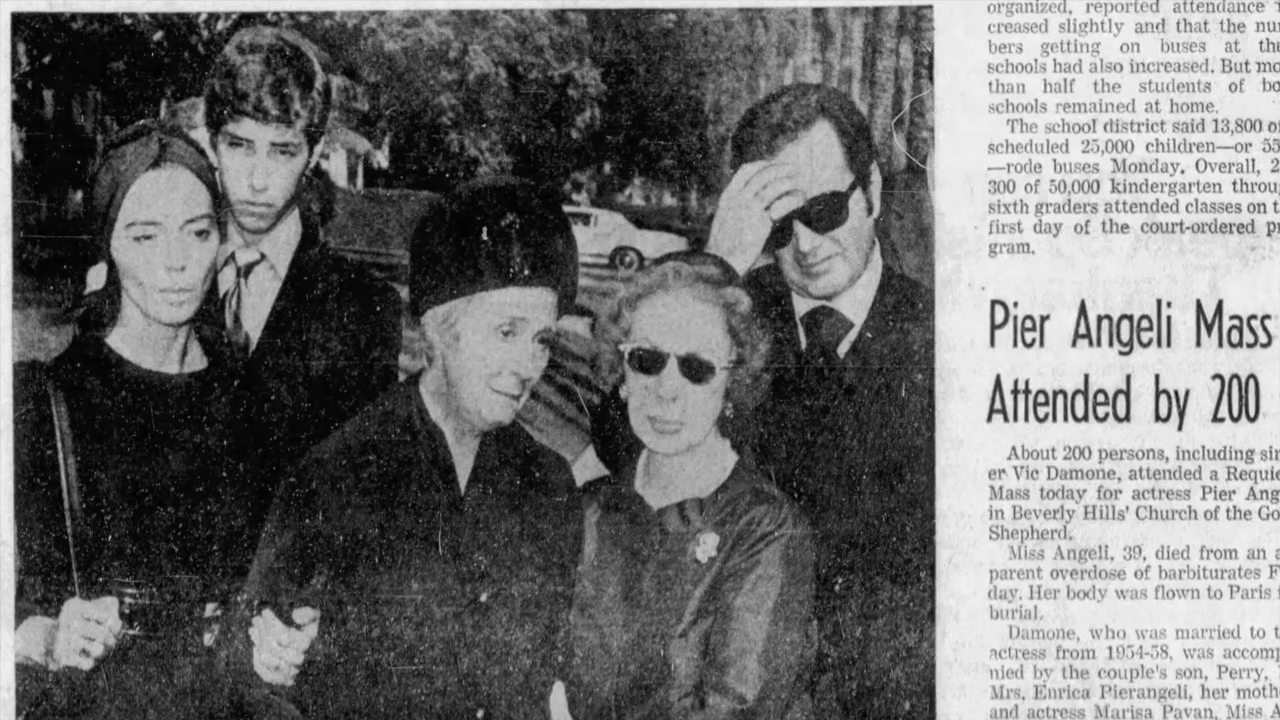 organized, reported attendance
creased slightly and that the nu
bers getting on buses at th
schools had also increased. But mo
than half the students of bo
schools remained at home.
The school district said 13,800 o
scheduled 25,000 children—or 55
—rode buses Monday. Overall, 2
300 of 50,000 kindergarten throu
sixth graders attended classes on t
first day of the court-ordered p
gram.
Pier Angeli Mass
Attended by 200
About 200 persons, including sin
er Vic Damone, attended a Requie
Mass today for actress Pier Ang
in Beverly Hills' Church of the Go
Shepherd.
Miss Angeli, 39, died from an a
parent overdose of barbiturates F
day. Her body was flown to Paris f
burial.
Damone, who was married to t
actress from 1954-58, was accomp
nied by the couple's son, Perry,
Mrs. Enrica Pierangeli, her moth
and actress Marisa Pavan, Miss A